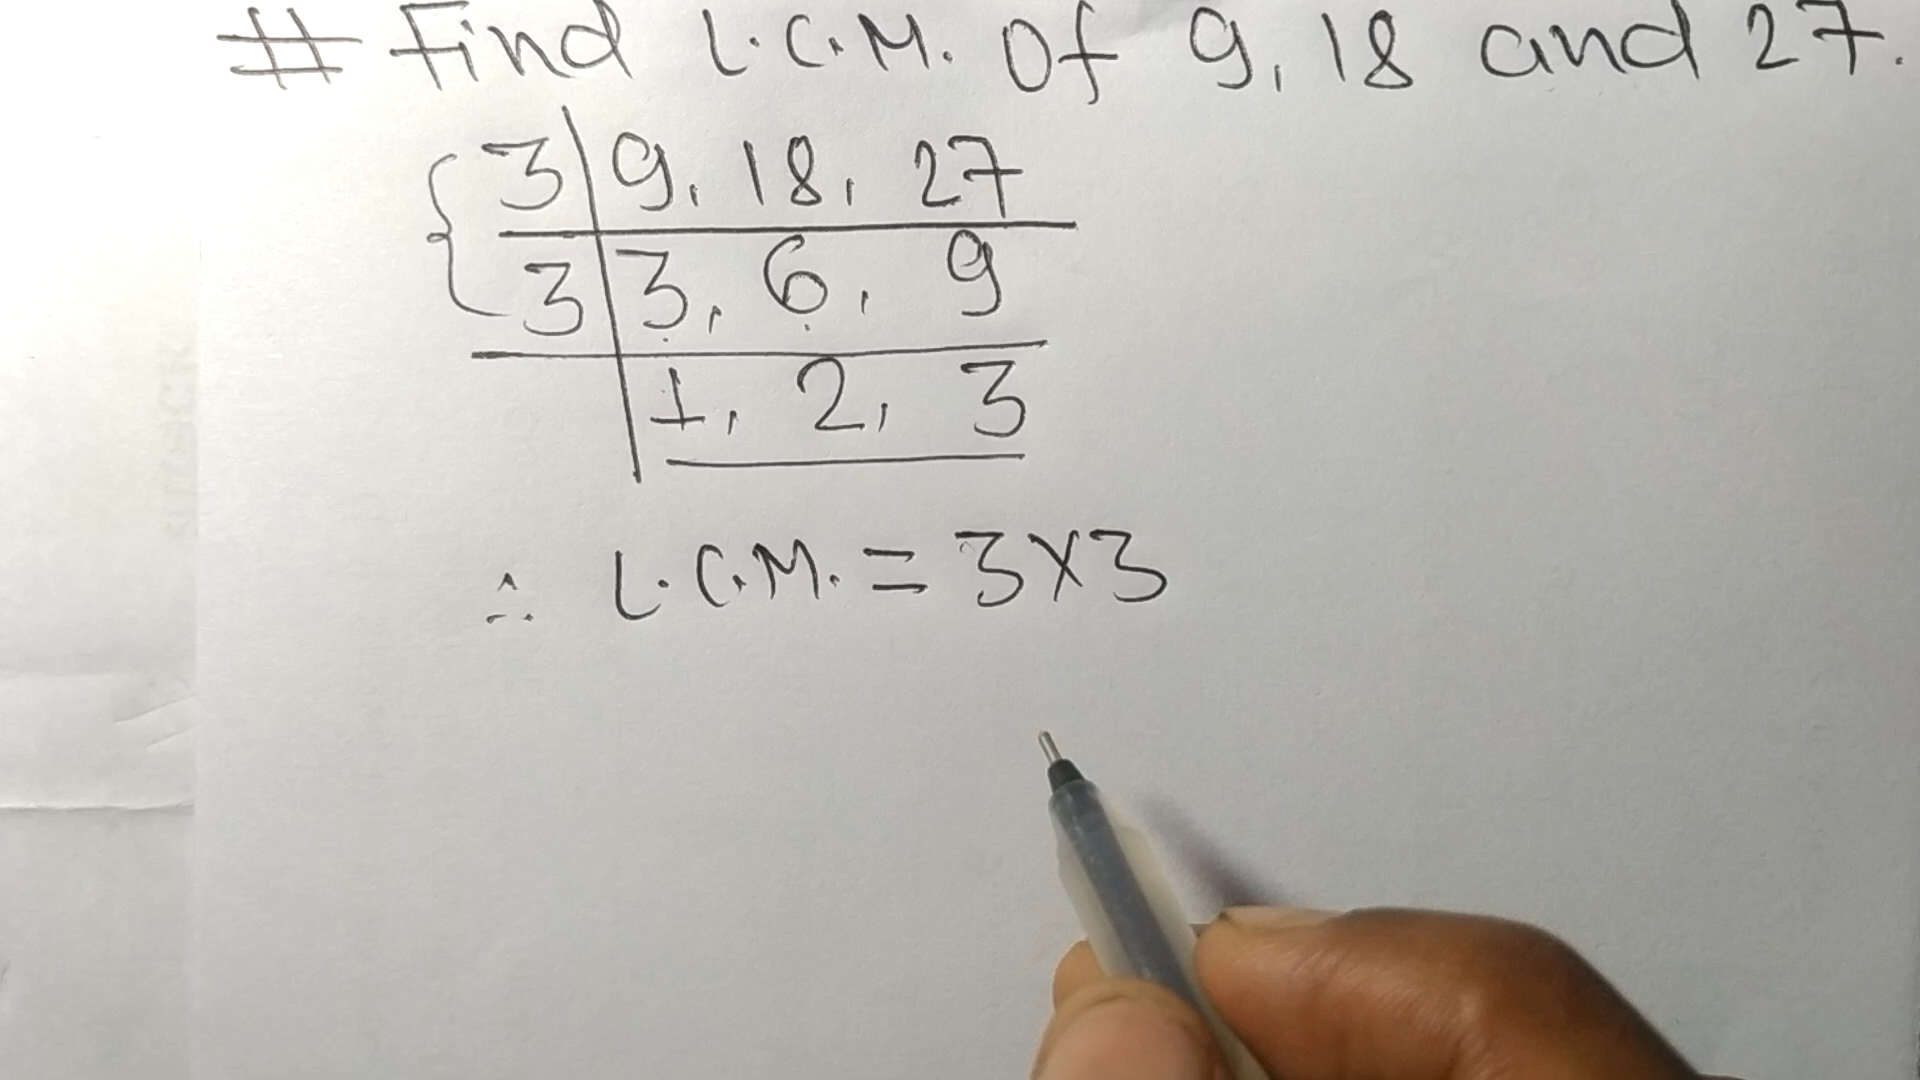 # Find L.C.M. of 9, 18 and 27.
3 9, 18, 27
3 3, 6, 9
1, 2, 3
∴ L.C.M. = 3×3